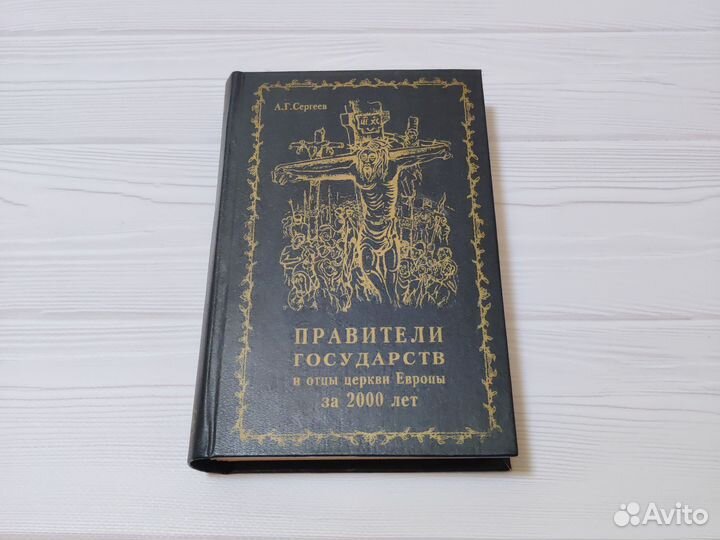 А.Г.Сергеев
ПРАВИТЕЛИ
ГОСУДАРСТВ
и отцы церкви Европы
за 2000 лет
Avito